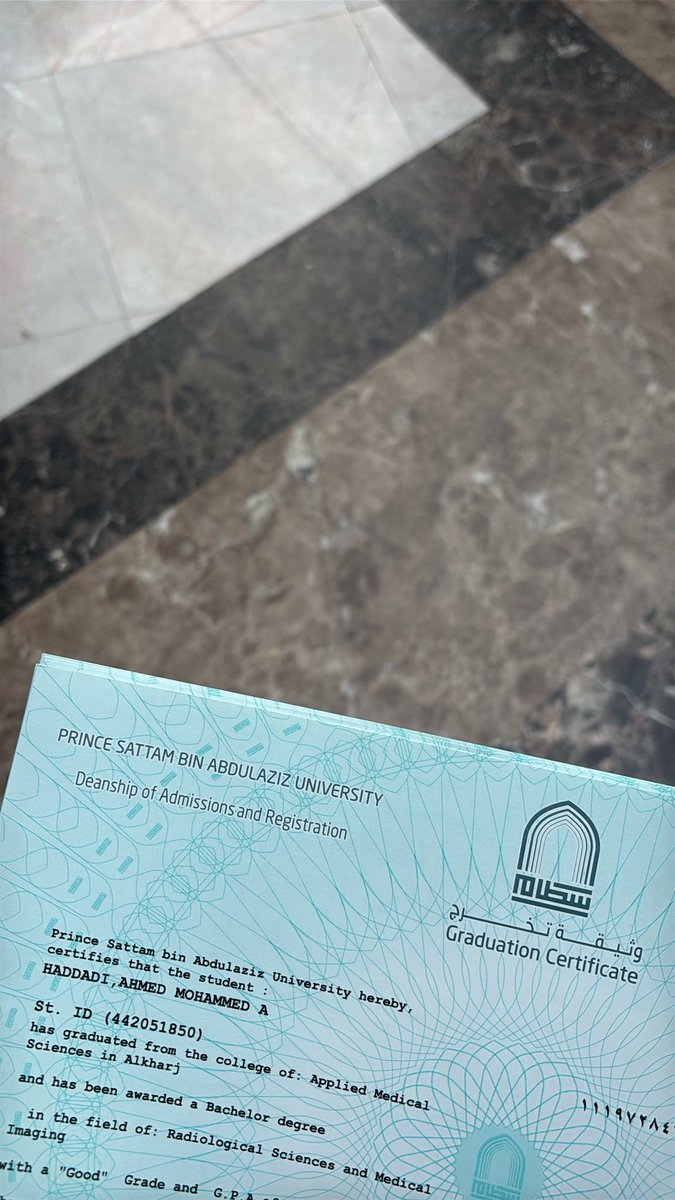 PRINCE SATTAM BIN ABDULAZIZ UNIVERSITY
Deanship of Admissions and Registration
سطام
وثيقة تخرج
Graduation Certificate
Prince Sattam bin Abdulaziz University hereby,
certifies that the student :
HADDADI,AHMED MOHAMMED A
St. ID (442051850)
has graduated from the college of: Applied Medical
Sciences in Alkharj
and has been awarded a Bachelor degree
in the field of: Radiological Sciences and Medical
Imaging
with a "Good" Grade and G.P.A of